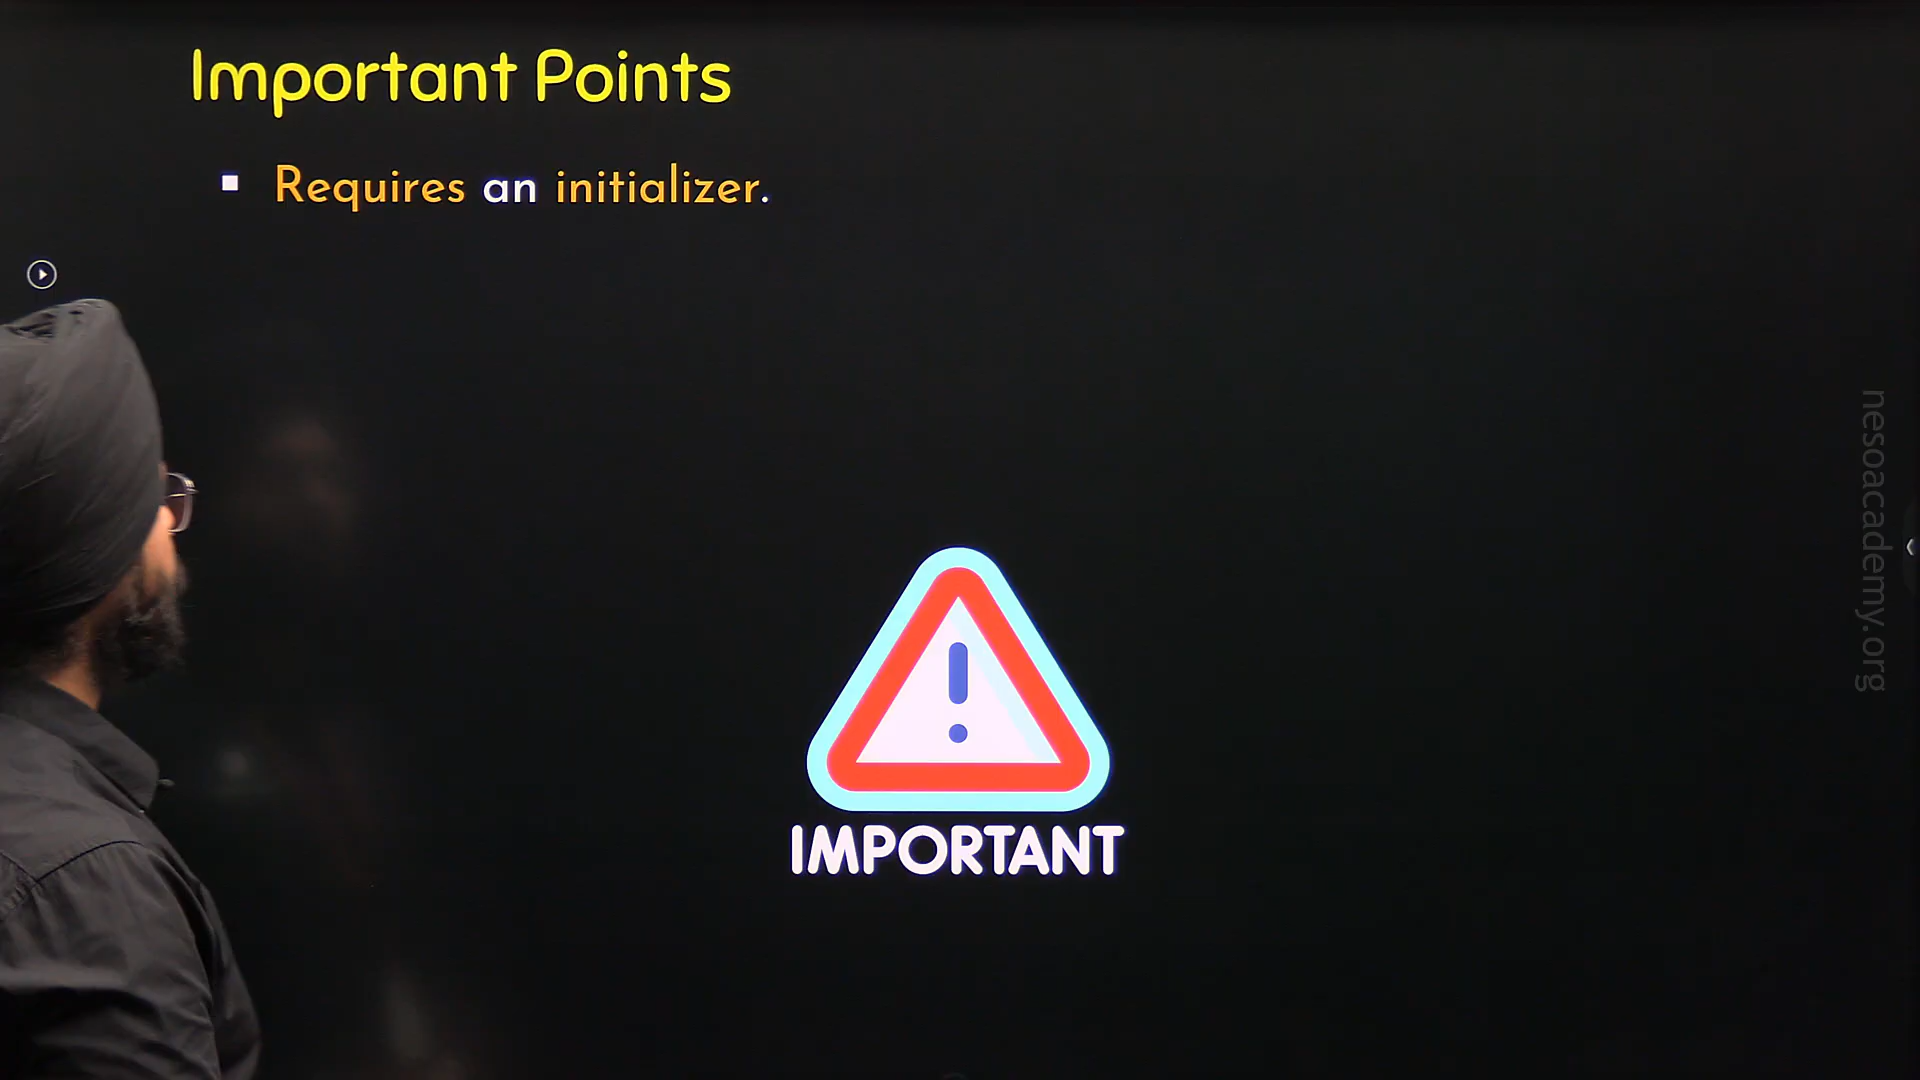 Important Points
▪ Requires an initializer.
IMPORTANT
nesoacademy.org